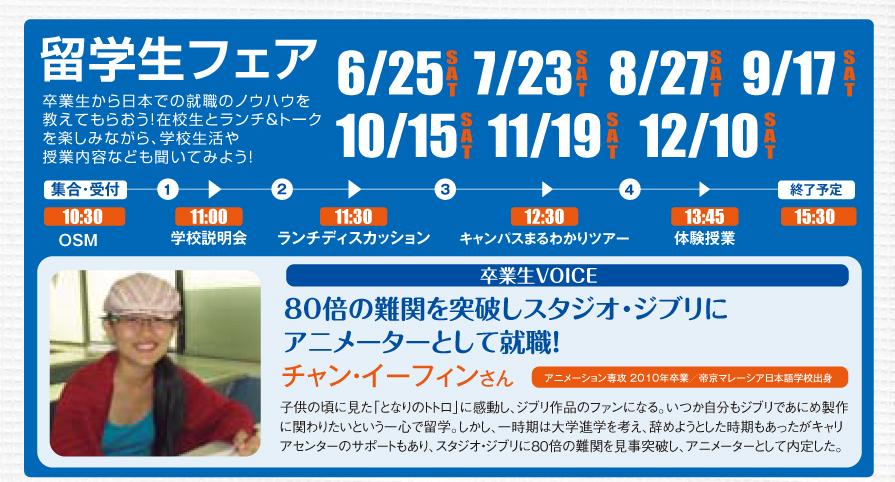 留学生フェア
卒業生から日本での就職のノウハウを
教えてもらおう!在校生とランチ&トーク
を楽しみながら、学校生活や
授業内容なども聞いてみよう!
6/25 SAT 7/23 SAT 8/27 SAT 9/17 SAT
10/15 SAT 11/19 SAT 12/10 SAT
集合・受付 1 2 3 4 終了予定
10:30 11:00 11:30 12:30 13:45 15:30
OSM 学校説明会 ランチディスカッション キャンパスまるわかりツアー 体験授業
卒業生VOICE
80倍の難関を突破しスタジオ・ジブリに
アニメーターとして就職!
チャン・イーフィンさん アニメーション専攻 2010年卒業/帝京マレーシア日本語学校出身
子供の頃に見た「となりのトトロ」に感動し、ジブリ作品のファンになる。いつか自分もジブリであにめ製作
に関わりたいという一心で留学。しかし、一時期は大学進学を考え、辞めようとした時期もあったがキャリ
アセンターのサポートもあり、スタジオ・ジブリに80倍の難関を見事突破し、アニメーターとして内定した。